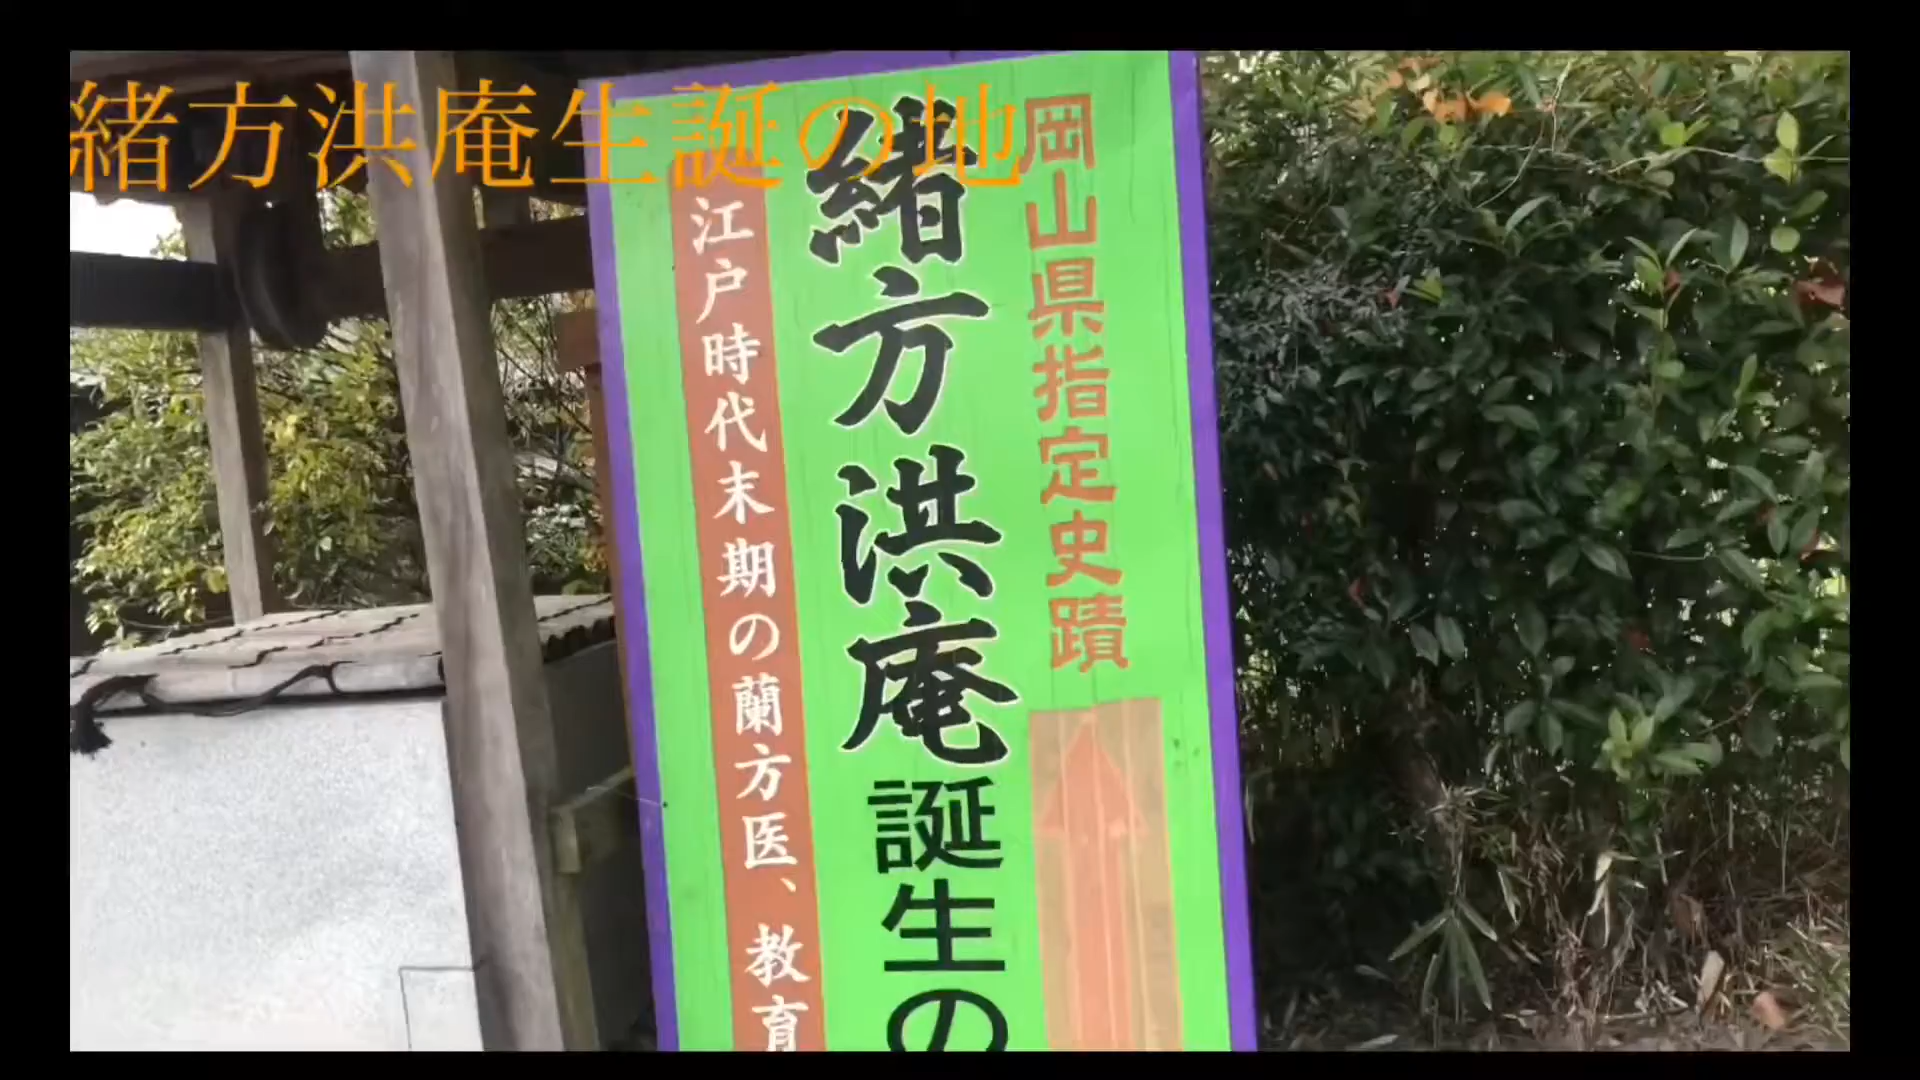 緒方洪庵生誕の地
岡山県指定史蹟
緒方洪庵誕生の
江戸時代末期の蘭方医、教育